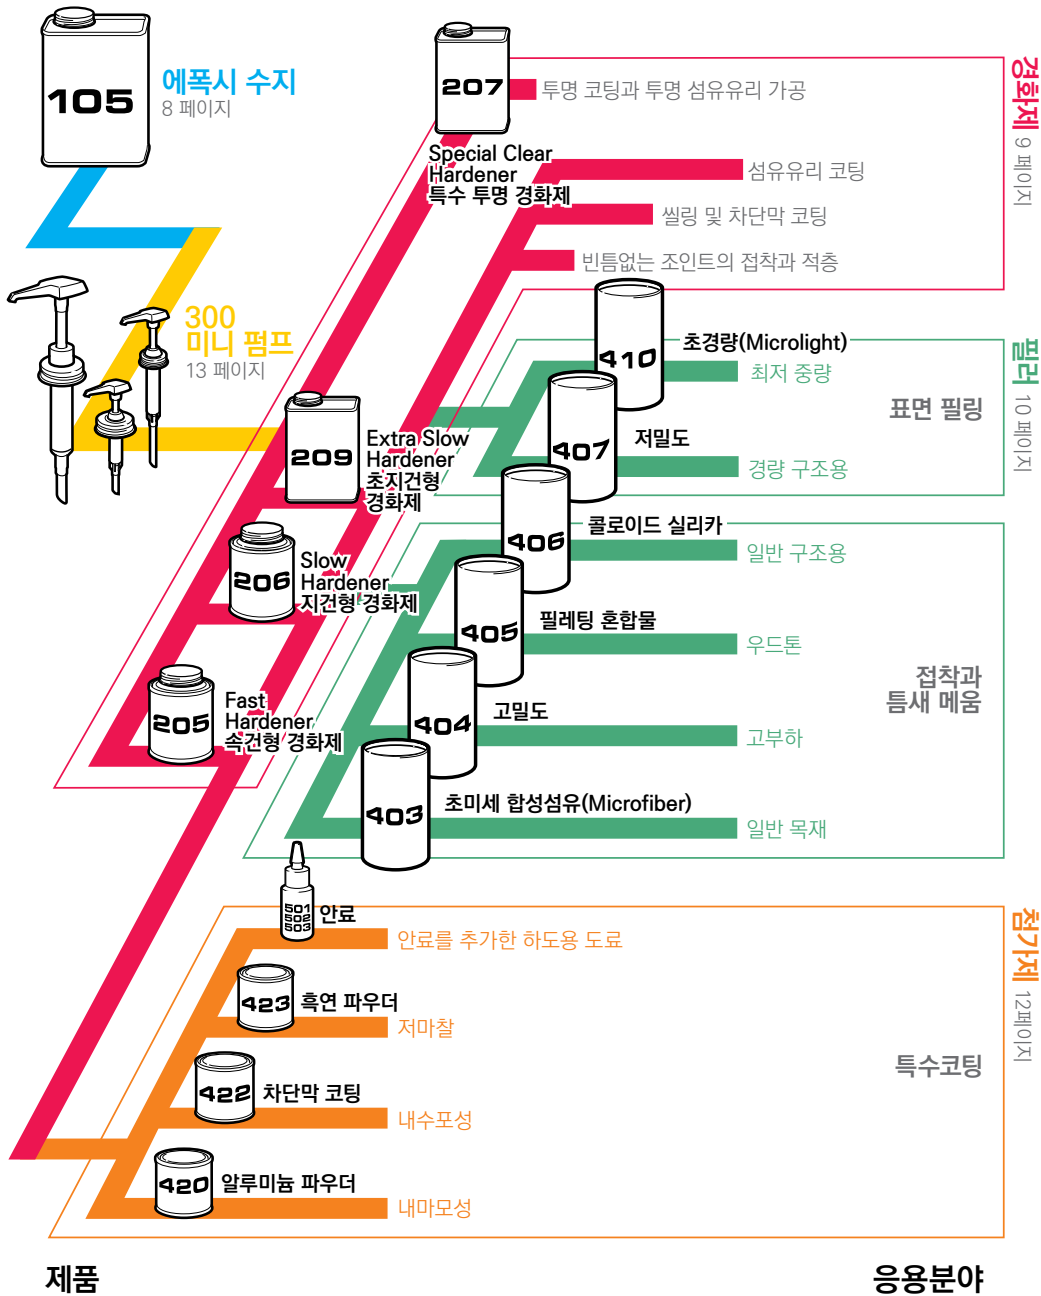 105
에폭시 수지
8 페이지
300
미니 펌프
13 페이지
207
Special Clear
Hardener
특수 투명 경화제
투명 코팅과 투명 섬유유리 가공
섬유유리 코팅
씰링 및 차단막 코팅
빈틈없는 조인트의 접착과 적층
경화제 9 페이지
209
Extra Slow
Hardener
초지건형
경화제
206
Slow
Hardener
지건형 경화제
205
Fast
Hardener
속건형 경화제
410
초경량(Microlight)
최저 중량
407
저밀도
경량 구조용
표면 필링
필러 10 페이지
406
콜로이드 실리카
일반 구조용
405
필레팅 혼합물
우드톤
404
고밀도
고부하
403
초미세 합성섬유(Microfiber)
일반 목재
접착과
틈새 메움
501
502
503
안료
안료를 추가한 하도용 도료
423
흑연 파우더
저마찰
422
차단막 코팅
내수포성
420
알루미늄 파우더
내마모성
특수코팅
첨가제 12페이지
제품
응용분야